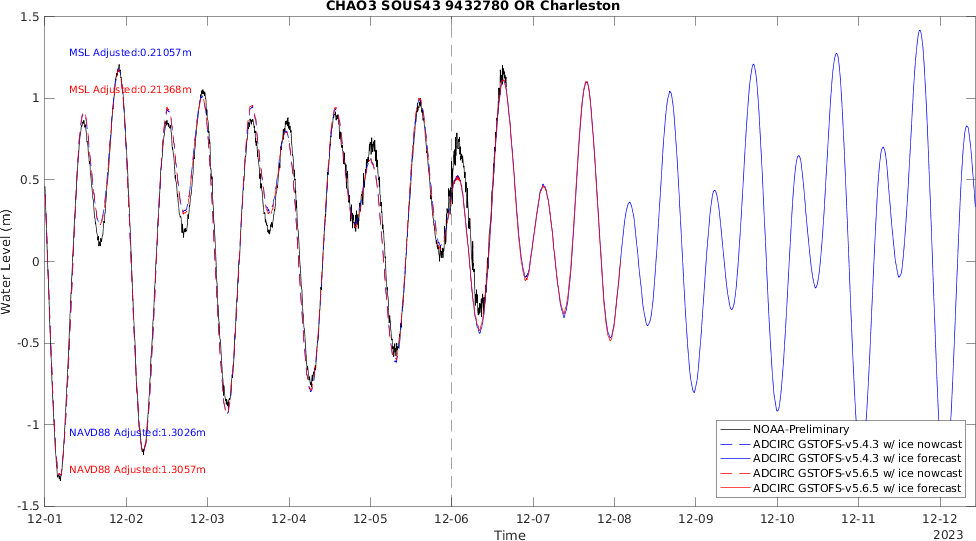 CHAO3 SOUS43 9432780 OR Charleston
1.5
1
0.5
0
-0.5
-1
-1.5
Water Level (m)
MSL Adjusted:0.21057m
MSL Adjusted:0.21368m
NAVD88 Adjusted:1.3026m
NAVD88 Adjusted:1.3057m
NOAA-Preliminary
ADCIRC GSTOFS-v5.4.3 w/ ice nowcast
ADCIRC GSTOFS-v5.4.3 w/ ice forecast
ADCIRC GSTOFS-v5.6.5 w/ ice nowcast
ADCIRC GSTOFS-v5.6.5 w/ ice forecast
12-01 12-02 12-03 12-04 12-05 12-06 12-07 12-08 12-09 12-10 12-11 12-12
Time
2023